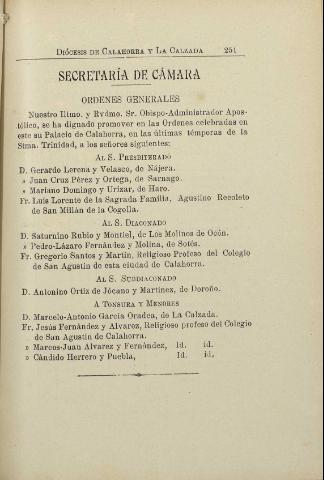 DIÓCESIS DE CALAHORRA Y LA CALZADA 251
SECRETARÍA DE CÁMARA
ORDENES GENERALES
Nuestro Iltmo. y Rvdmo. Sr. Obispo-Administrador Apos-
tólico, se ha dignado promover en las Órdenes celebradas en
este su Palacio de Calahorra, en las últimas témporas de la
Stma. Trinidad, a los señores siguientes:
AL S. PRESBITERADO
D. Gerardo Lerena y Velasco, de Nájera.
» Juan Cruz Pérez y Ortega, de Sarnago.
» Mariano Domingo y Urizar, de Haro.
Fr. Luis Lorente de la Sagrada Familia, Agustino Recoleto
de San Millán de la Cogolla.
AL S. DIACONADO
D. Saturnino Rubio y Montiel, de Los Molinos de Ocón.
» Pedro-Lázaro Fernández y Molina, de Sotés.
Fr. Gregorio Santos y Martín, Religioso Profeso del Colegio
de San Agustín de esta ciudad de Calahorra.
AL S. SUBDIACONADO
D. Antonino Ortiz de Jócano y Martínez, de Doroño.
A TONSURA Y MENORES
D. Marcelo-Antonio García Oradea, de La Calzada.
Fr. Jesús Fernández y Alvarez, Religioso profeso del Colegio
de San Agustín de Calahorra.
» Marcos-Juan Alvarez y Fernández, id. id.
» Cándido Herrero y Puebla, Id. id.